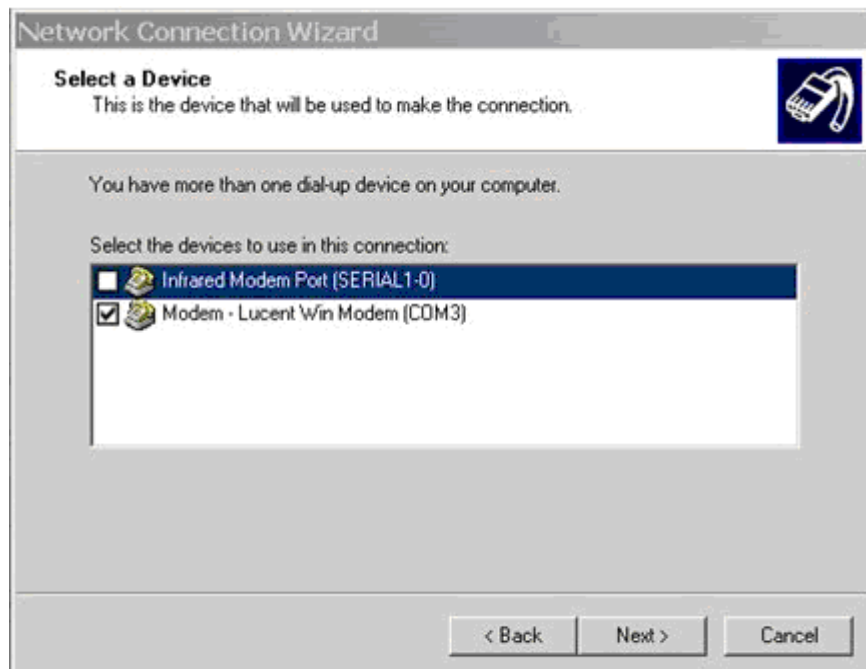 Network Connection Wizard
Select a Device
This is the device that will be used to make the connection.
You have more than one dial-up device on your computer.
Select the devices to use in this connection:
Infrared Modem Port (SERIAL1-0)
Modem - Lucent Win Modem (COM3)
< Back Next > Cancel